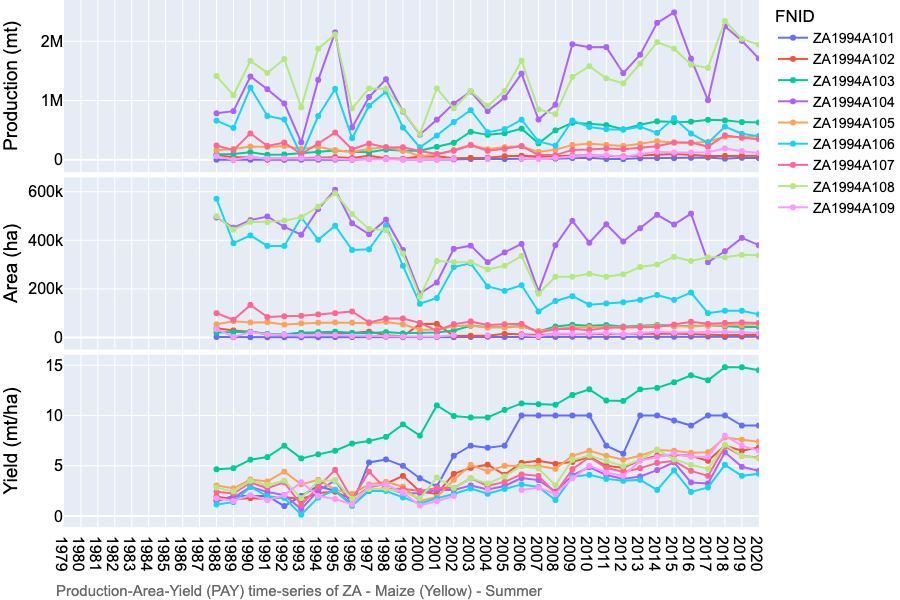 FNID
ZA1994A101
ZA1994A102
ZA1994A103
ZA1994A104
ZA1994A105
ZA1994A106
ZA1994A107
ZA1994A108
ZA1994A109
Production (mt)
2M
1M
0
Area (ha)
600k
400k
200k
0
Yield (mt/ha)
15
10
5
0
1979
1980
1981
1982
1983
1984
1985
1986
1987
1988
1989
1990
1991
1992
1993
1994
1995
1996
1997
1998
1999
2000
2001
2002
2003
2004
2005
2006
2007
2008
2009
2010
2011
2012
2013
2014
2015
2016
2017
2018
2019
2020
Production-Area-Yield (PAY) time-series of ZA - Maize (Yellow) - Summer